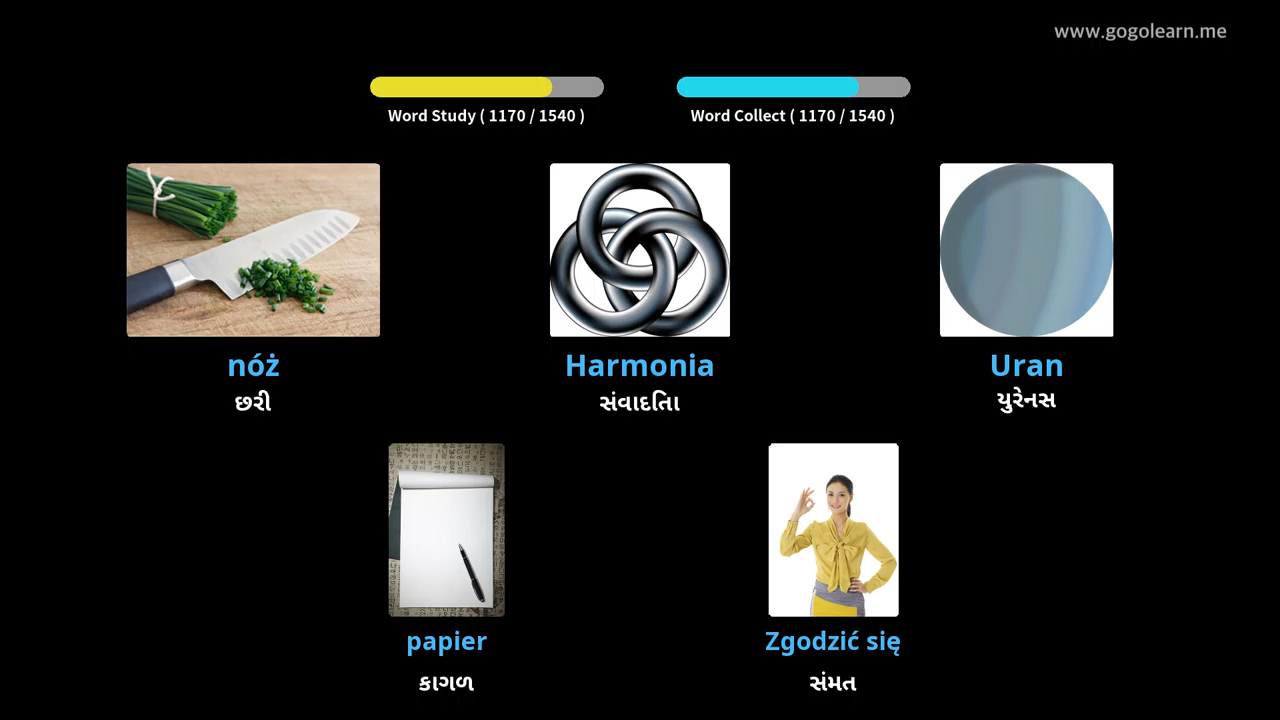 www.gogolearn.me
Word Study ( 1170 / 1540 )
Word Collect ( 1170 / 1540 )
nóż
Harmonia
Uran
છરી
સંવાદિતા
યુરેનસ
papier
Zgodzić się
કાગળ
સંમત